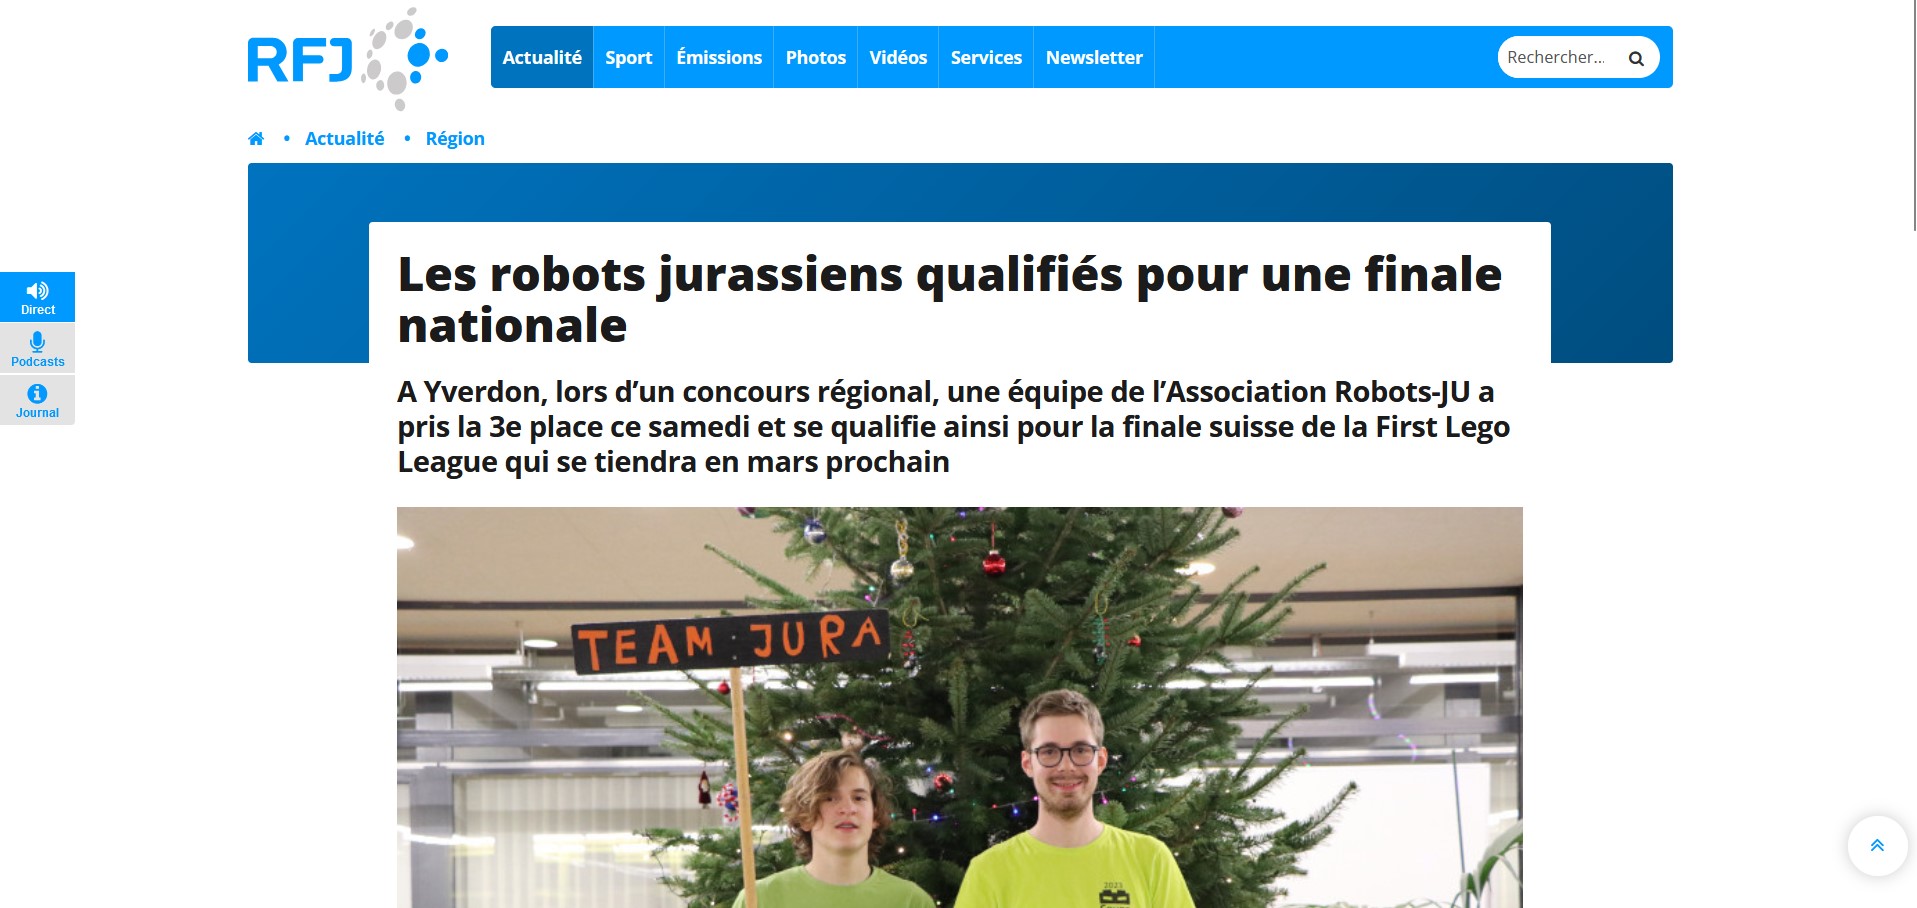 RFJ
Actualité
Sport
Émissions
Photos
Vidéos
Services
Newsletter
Rechercher...
Actualité
Région
Les robots jurassiens qualifiés pour une finale
nationale
A Yverdon, lors d’un concours régional, une équipe de l’Association Robots-JU a
pris la 3e place ce samedi et se qualifie ainsi pour la finale suisse de la First Lego
League qui se tiendra en mars prochain
Direct
Podcasts
Journal
TEAM JURA